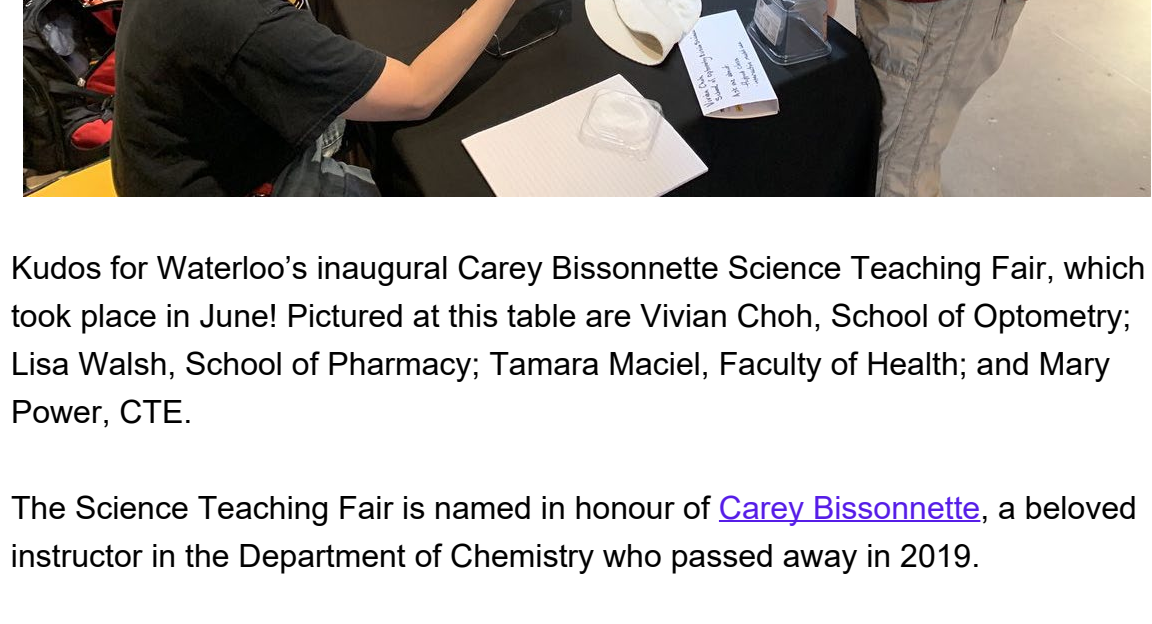 Vivian Choh
Kudos for Waterloo’s inaugural Carey Bissonnette Science Teaching Fair, which
took place in June! Pictured at this table are Vivian Choh, School of Optometry;
Lisa Walsh, School of Pharmacy; Tamara Maciel, Faculty of Health; and Mary
Power, CTE.
The Science Teaching Fair is named in honour of Carey Bissonnette, a beloved
instructor in the Department of Chemistry who passed away in 2019.